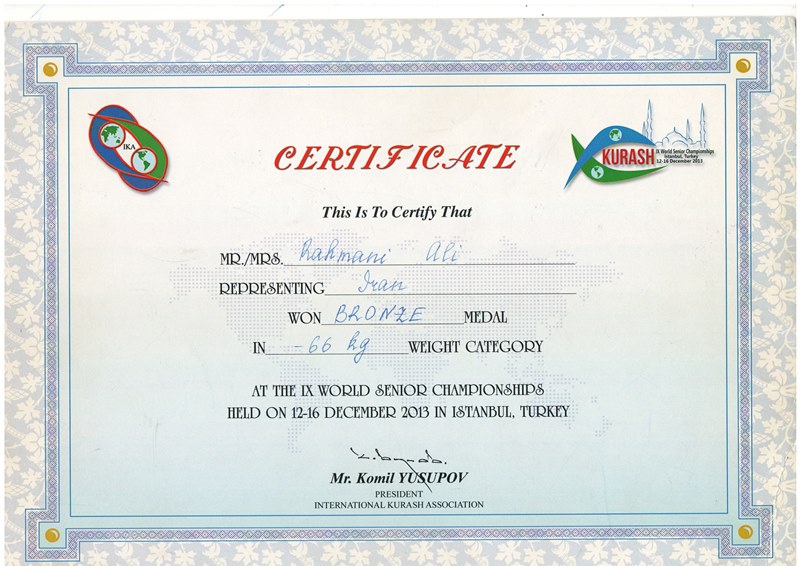 IKA
CERTIFICATE
KURASH
IX World Senior Championships
Istanbul, Turkey
12-16 December 2013
This Is To Certify That
MR./MRS. Rahmani Ali
REPRESENTING Iran
WON BRONZE MEDAL
IN -66 kg WEIGHT CATEGORY
AT THE IX WORLD SENIOR CHAMPIONSHIPS
HELD ON 12-16 DECEMBER 2013 IN ISTANBUL, TURKEY
Mr. Komil YUSUPOV
PRESIDENT
INTERNATIONAL KURASH ASSOCIATION